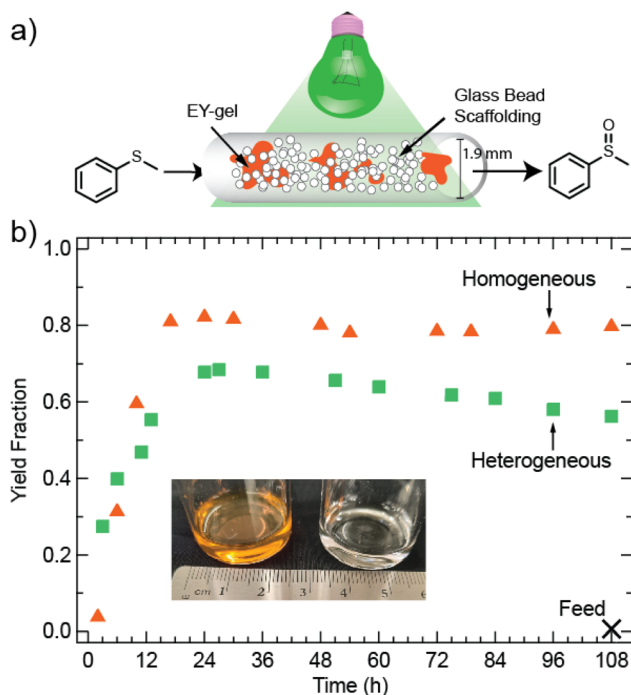 a)
EY-gel
Glass Bead
Scaffolding
S
1.9 mm
O
S
b)
1.0
0.8
0.6
0.4
0.2
0.0
Yield Fraction
Homogeneous
Heterogeneous
cm 1 2 3 4 5 6
Feed
0 12 24 36 48 60 72 84 96 108
Time (h)